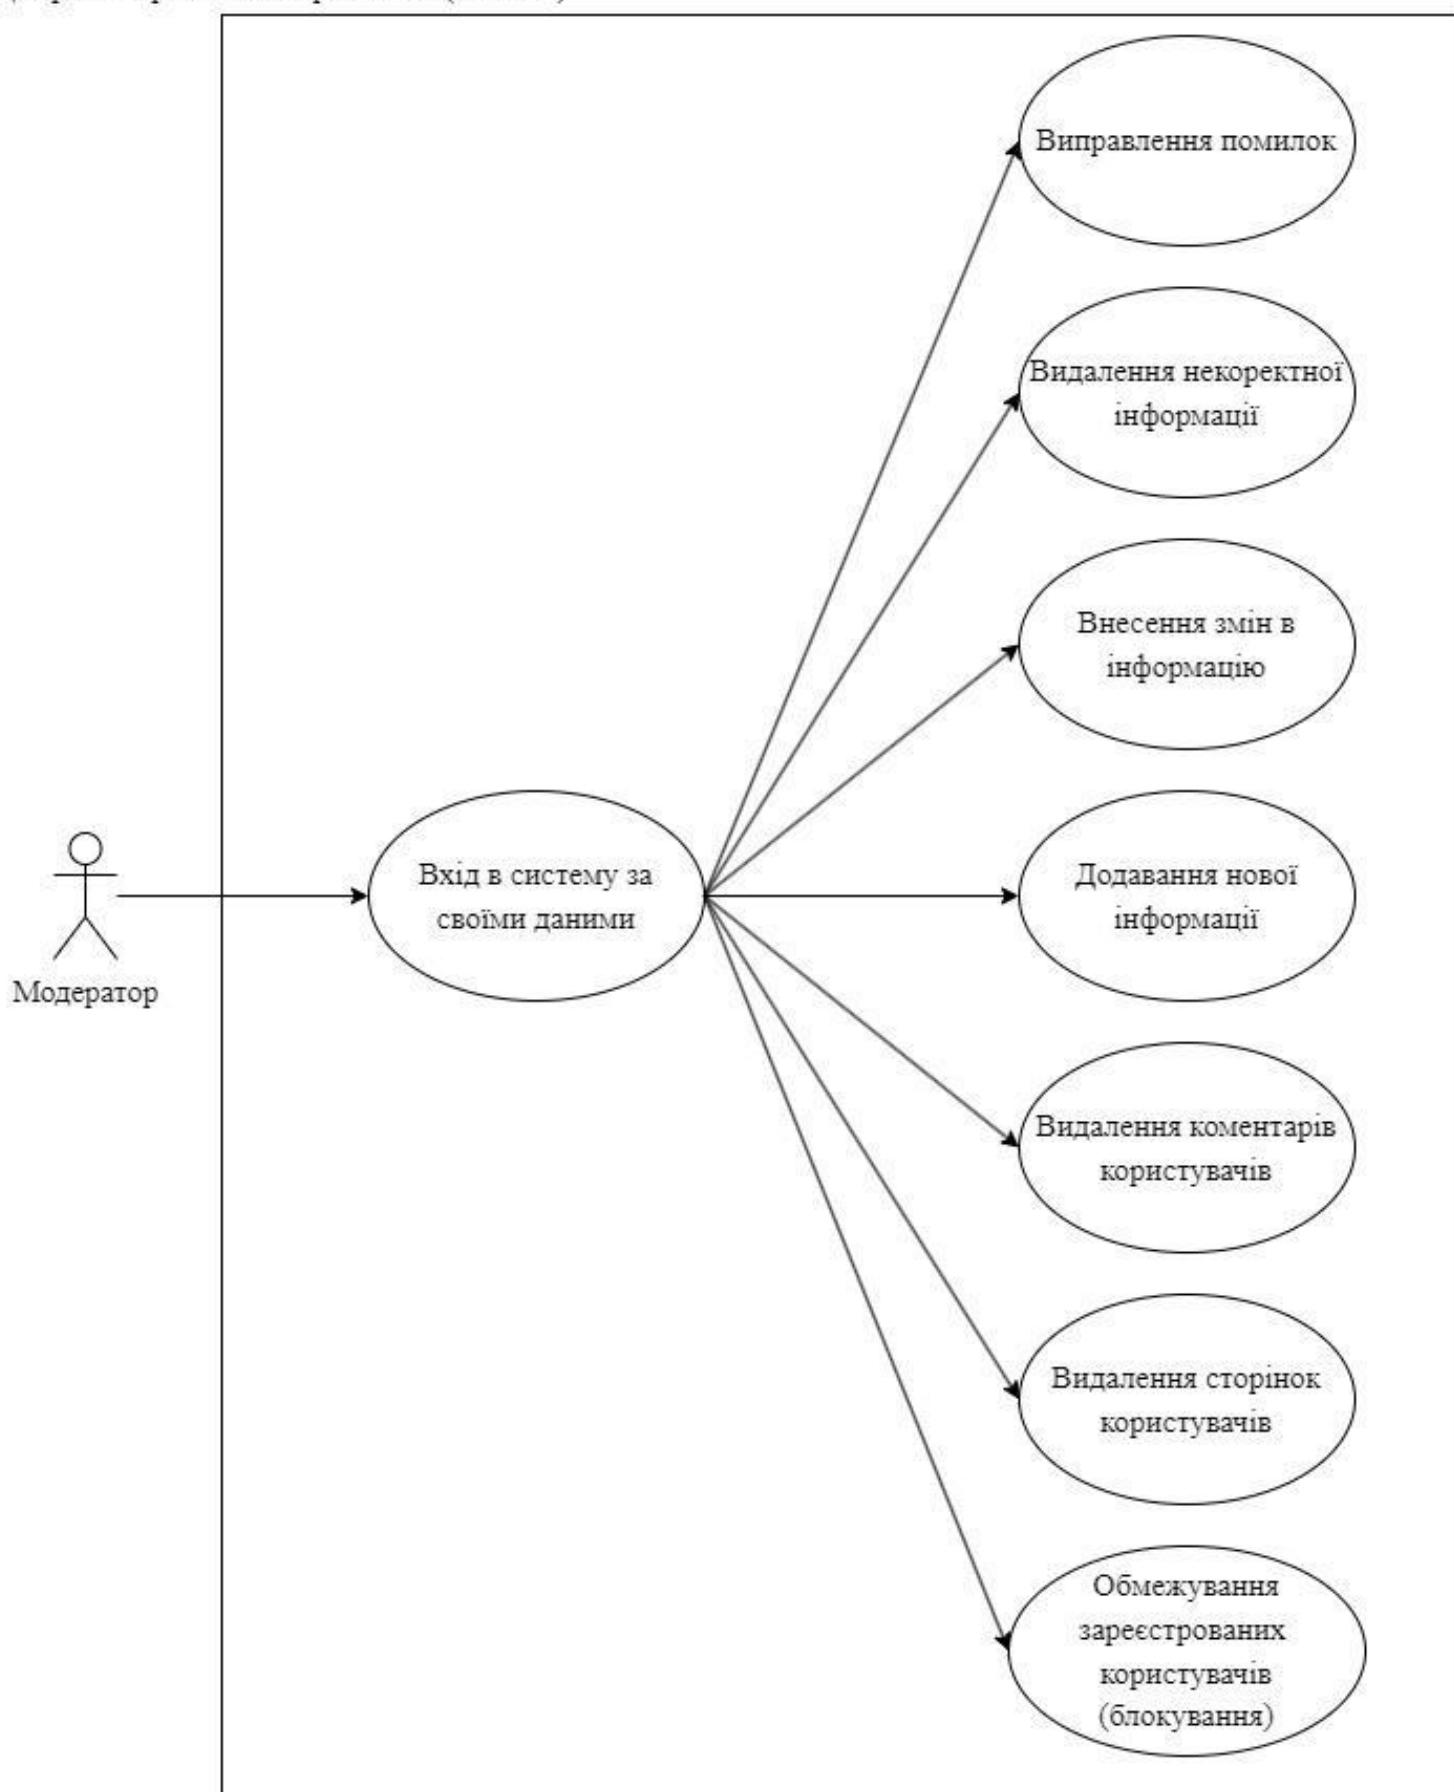 Виправлення помилок
Видалення некоректної
інформації
Внесення змін в
інформацію
Вхід в систему за
своїми даними
Додавання нової
інформації
Модератор
Видалення коментарів
користувачів
Видалення сторінок
користувачів
Обмежування
зареєстрованих
користувачів
(блокування)